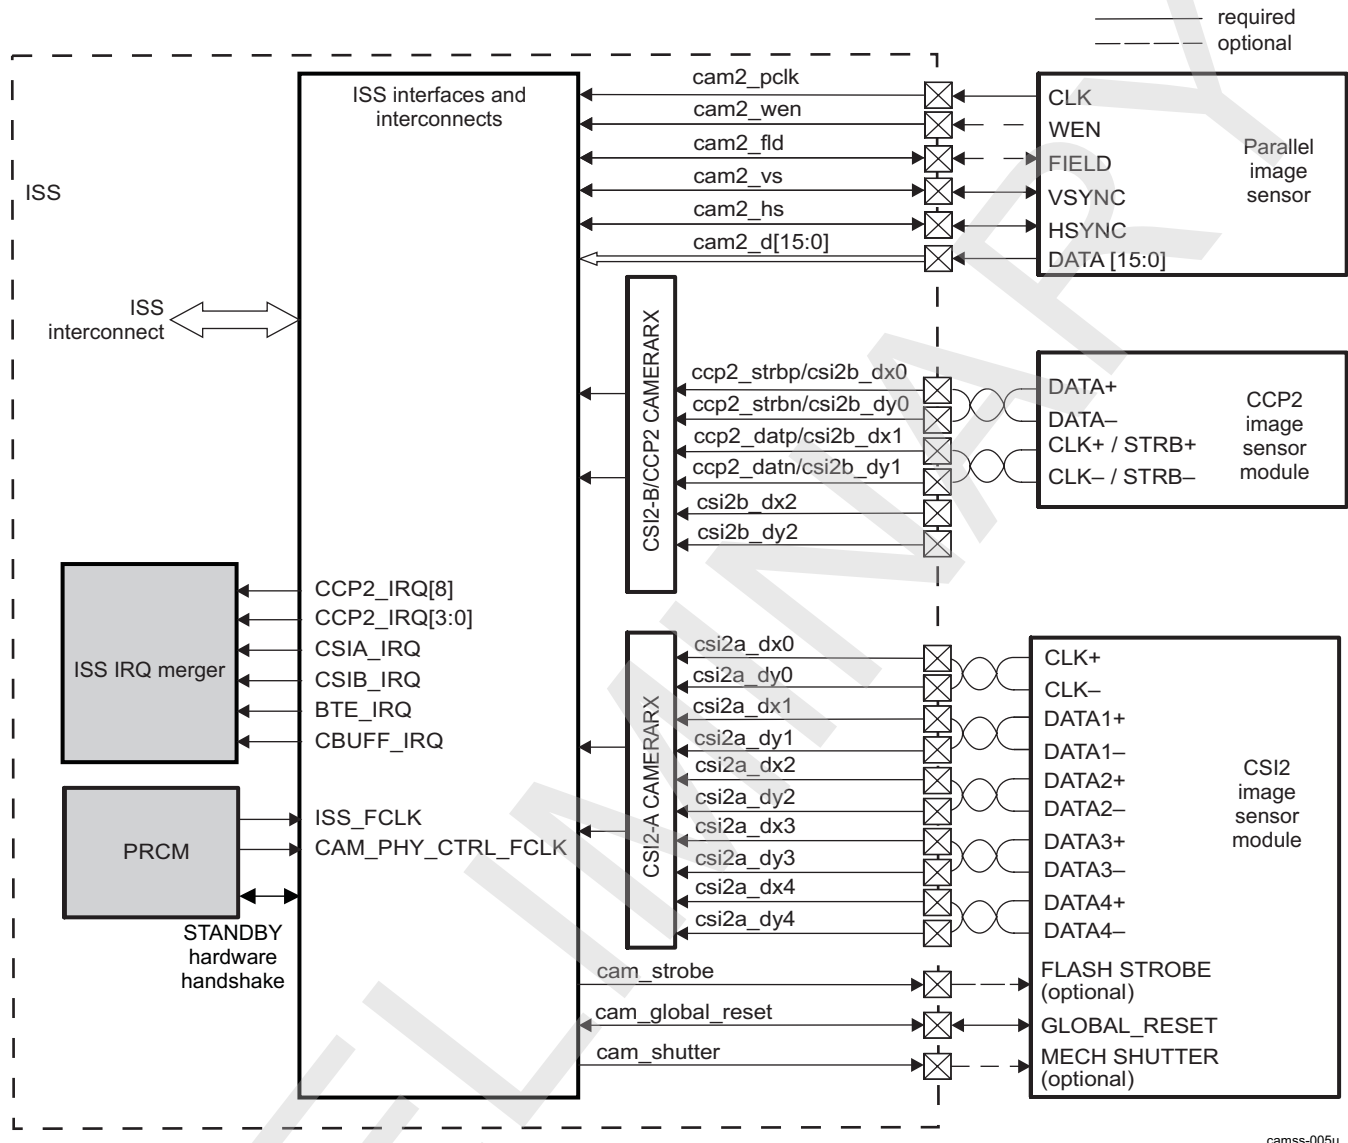 required
optional
ISS
ISS interfaces and
interconnects
cam2_pclk
cam2_wen
cam2_fld
cam2_vs
cam2_hs
cam2_d[15:0]
CLK
WEN
FIELD
VSYNC
HSYNC
DATA [15:0]
Parallel
image
sensor
ISS
interconnect
CSI2-B/CCP2 CAMERARX
ccp2_strbp/csi2b_dx0
ccp2_strbn/csi2b_dy0
ccp2_datp/csi2b_dx1
ccp2_datn/csi2b_dy1
csi2b_dx2
csi2b_dy2
DATA+
DATA–
CLK+ / STRB+
CLK– / STRB–
CCP2
image
sensor
module
ISS IRQ merger
CCP2_IRQ[8]
CCP2_IRQ[3:0]
CSIA_IRQ
CSIB_IRQ
BTE_IRQ
CBUFF_IRQ
PRCM
ISS_FCLK
CAM_PHY_CTRL_FCLK
STANDBY
hardware
handshake
CSI2-A CAMERARX
csi2a_dx0
csi2a_dy0
csi2a_dx1
csi2a_dy1
csi2a_dx2
csi2a_dy2
csi2a_dx3
csi2a_dy3
csi2a_dx4
csi2a_dy4
CLK+
CLK–
DATA1+
DATA1–
DATA2+
DATA2–
DATA3+
DATA3–
DATA4+
DATA4–
CSI2
image
sensor
module
cam_strobe
cam_global_reset
cam_shutter
FLASH STROBE
(optional)
GLOBAL_RESET
MECH SHUTTER
(optional)
camss-005u
ELIMINARY